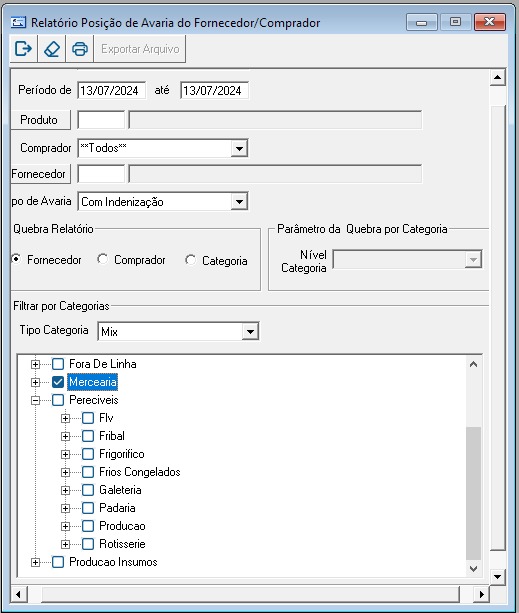 Relatório Posição de Avaria do Fornecedor/Comprador
Exportar Arquivo
Período de 13/07/2024 até 13/07/2024
Produto
Comprador **Todos**
Fornecedor
po de Avaria Com Indenização
Quebra Relatório
Fornecedor Comprador Categoria
Parâmetro da Quebra por Categoria
Nível
Categoria
Filtrar por Categorias
Tipo Categoria Mix
Fora De Linha
Mercearia
Pereciveis
Flv
Fribal
Frigorifico
Frios Congelados
Galeteria
Padaria
Producao
Rotisserie
Producao Insumos